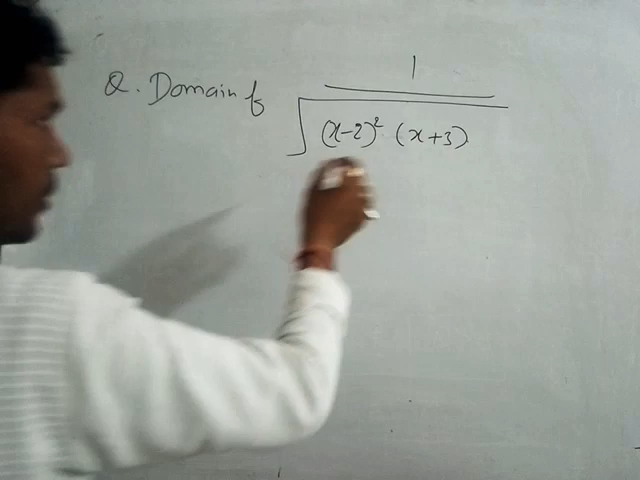 Q. Domain of 1
√(x-2)² (x+3)